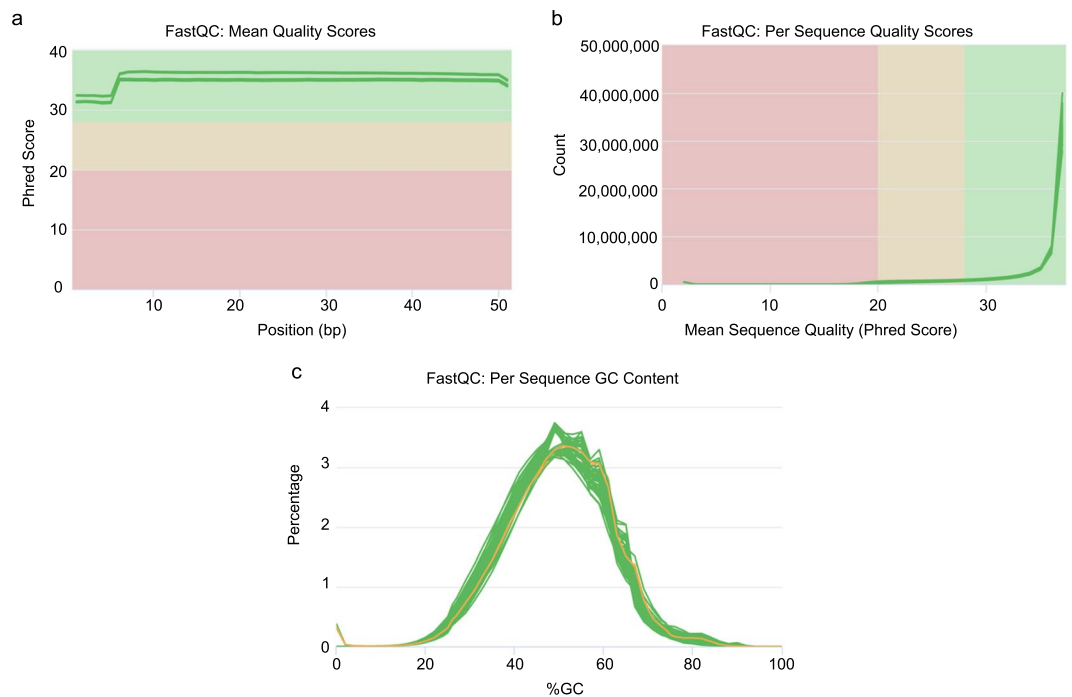 a
FastQC: Mean Quality Scores
40
30
20
10
0
Phred Score
10
20
30
40
50
Position (bp)
b
FastQC: Per Sequence Quality Scores
50,000,000
40,000,000
30,000,000
20,000,000
10,000,000
0
Count
0
10
20
30
Mean Sequence Quality (Phred Score)
c
FastQC: Per Sequence GC Content
4
3
2
1
0
Percentage
0
20
40
60
80
100
%GC